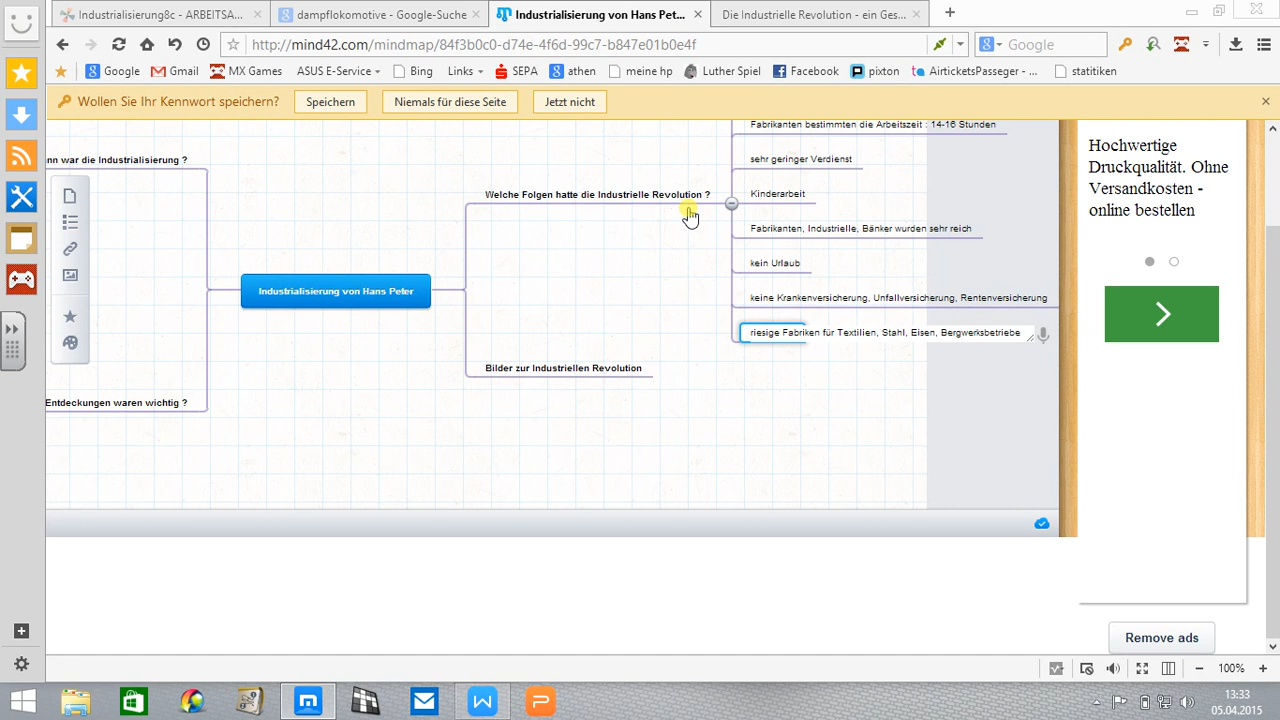 Industrialisierung8c - ARBEITSA...
dampflokomotive - Google-Suche
Industrialisierung von Hans Peter...
Die Industrielle Revolution - ein Ges...
http://mind42.com/mindmap/84f3b0c0-d74e-4f6d-99c7-b847e01b0e4f
Google
Google
Gmail
MX Games
ASUS E-Service
Bing
Links
SEPA
athen
meine hp
Luther Spiel
Facebook
pixton
AirticketsPasseger - ...
statitiken
Wollen Sie Ihr Kennwort speichern?
Speichern
Niemals für diese Seite
Jetzt nicht
Fabrikanten bestimmten die Arbeitszeit : 14-16 Stunden
ann war die Industrialisierung ?
sehr geringer Verdienst
Welche Folgen hatte die Industrielle Revolution ?
Kinderarbeit
Fabrikanten, Industrielle, Bänker wurden sehr reich
kein Urlaub
Industrialisierung von Hans Peter
keine Krankenversicherung, Unfallversicherung, Rentenversicherung
riesige Fabriken für Textilien, Stahl, Eisen, Bergwerksbetriebe
Bilder zur Industriellen Revolution
Entdeckungen waren wichtig ?
Hochwertige
Druckqualität. Ohne
Versandkosten -
online bestellen
Remove ads
100%
13:33
05.04.2015